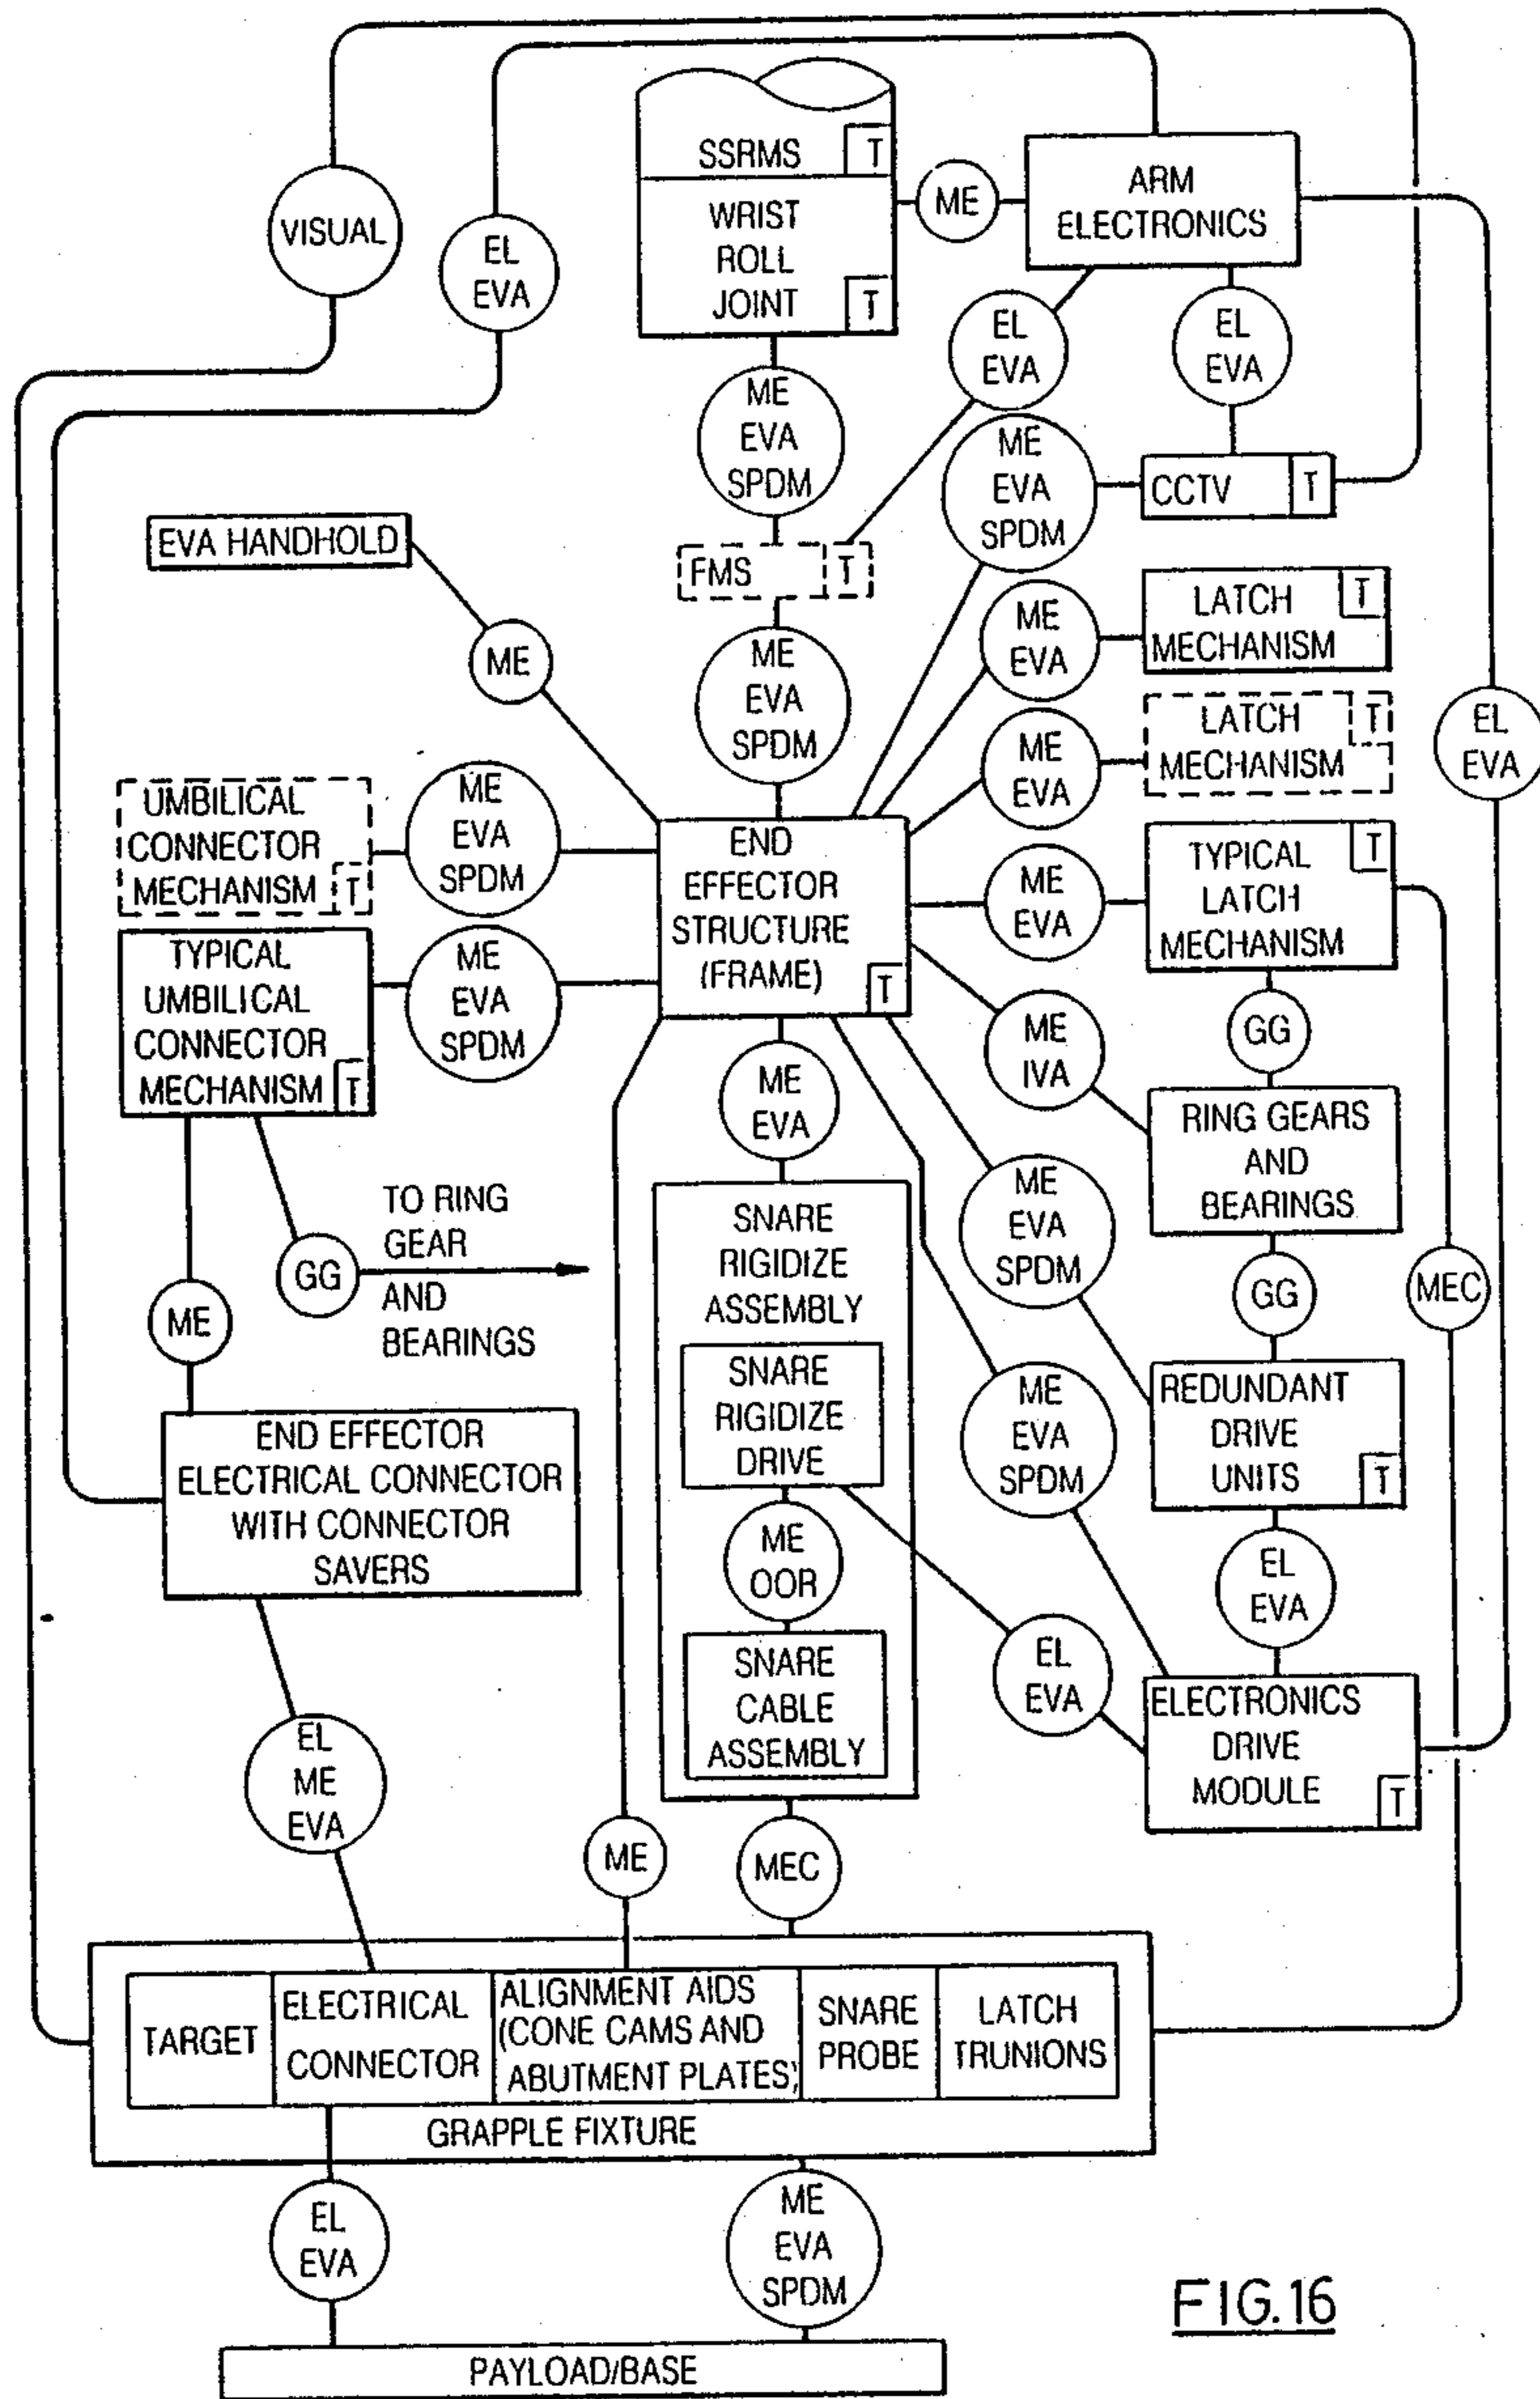 SSRMS
T
WRIST
ROLL
JOINT
T
ME
ARM
ELECTRONICS
VISUAL
EL
EVA
EL
EVA
EL
EVA
ME
EVA
SPDM
ME
EVA
SPDM
CCTV
T
EVA HANDHOLD
FMS
T
ME
EVA
LATCH
MECHANISM
T
ME
ME
EVA
SPDM
ME
EVA
LATCH
MECHANISM
T
EL
EVA
UMBILICAL
CONNECTOR
MECHANISM
T
ME
EVA
SPDM
END
EFFECTOR
STRUCTURE
(FRAME)
T
ME
EVA
TYPICAL
LATCH
MECHANISM
T
TYPICAL
UMBILICAL
CONNECTOR
MECHANISM
T
ME
EVA
SPDM
ME
EVA
ME
IVA
GG
RING GEARS
AND
BEARINGS
TO RING
GEAR
AND
BEARINGS
GG
ME
SNARE
RIGIDIZE
ASSEMBLY
ME
EVA
SPDM
GG
MEC
SNARE
RIGIDIZE
DRIVE
ME
EVA
SPDM
REDUNDANT
DRIVE
UNITS
T
END EFFECTOR
ELECTRICAL CONNECTOR
WITH CONNECTOR
SAVERS
ME
OOR
EL
EVA
SNARE
CABLE
ASSEMBLY
EL
EVA
ELECTRONICS
DRIVE
MODULE
T
EL
ME
EVA
ME
MEC
TARGET
ELECTRICAL
CONNECTOR
ALIGNMENT AIDS
(CONE CAMS AND
ABUTMENT PLATES;
SNARE
PROBE
LATCH
TRUNIONS
GRAPPLE FIXTURE
EL
EVA
ME
EVA
SPDM
PAYLOAD/BASE
FIG.16